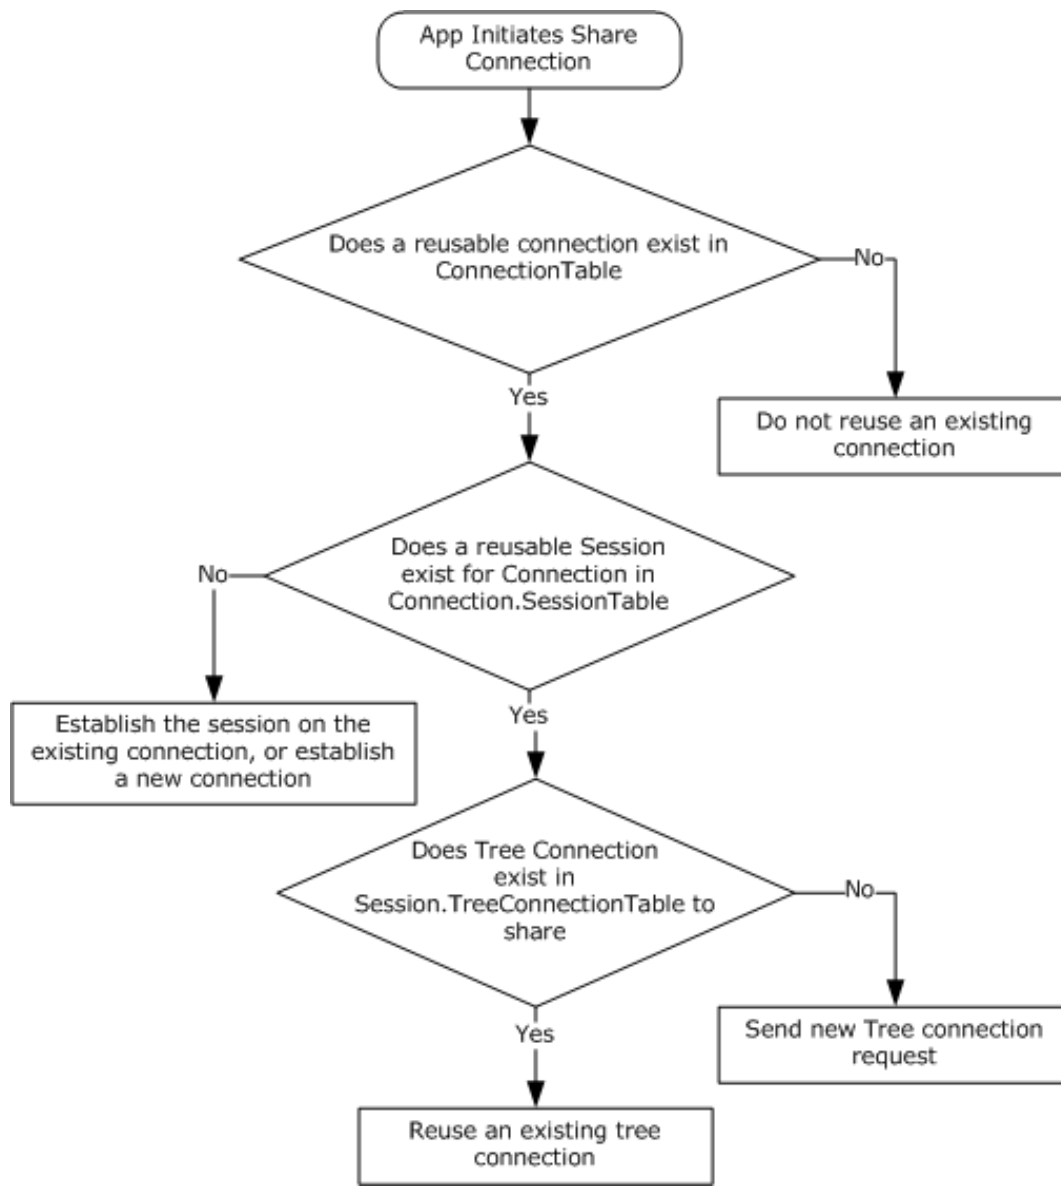 App Initiates Share
Connection
Does a reusable connection exist in
ConnectionTable
No
Yes
Do not reuse an existing
connection
Does a reusable Session
exist for Connection in
Connection.SessionTable
No
Yes
Establish the session on the
existing connection, or establish
a new connection
Does Tree Connection
exist in
Session.TreeConnectionTable to
share
No
Yes
Send new Tree connection
request
Reuse an existing tree
connection